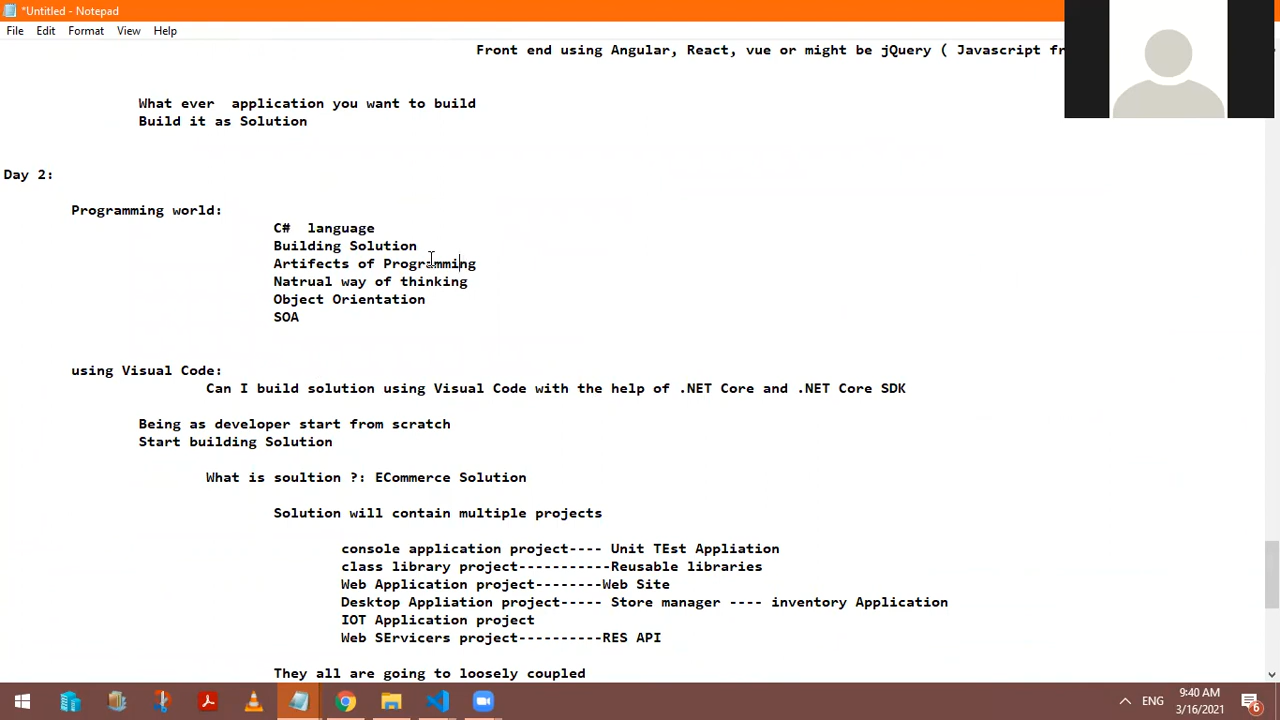 *Untitled - Notepad
File Edit Format View Help
Front end using Angular, React, vue or might be jQuery ( Javascript fr
What ever  application you want to build
Build it as Solution
Day 2:
Programming world:
C#  language
Building Solution
Artifects of Programming
Natrual way of thinking
Object Orientation
SOA
using Visual Code:
Can I build solution using Visual Code with the help of .NET Core and .NET Core SDK
Being as developer start from scratch
Start building Solution
What is soultion ?: ECommerce Solution
Solution will contain multiple projects
console application project---- Unit TEst Appliation
class library project-----------Reusable libraries
Web Application project--------Web Site
Desktop Appliation project----- Store manager ---- inventory Application
IOT Application project
Web SErvicers project----------RES API
They all are going to loosely coupled
ENG
9:40 AM
3/16/2021
6